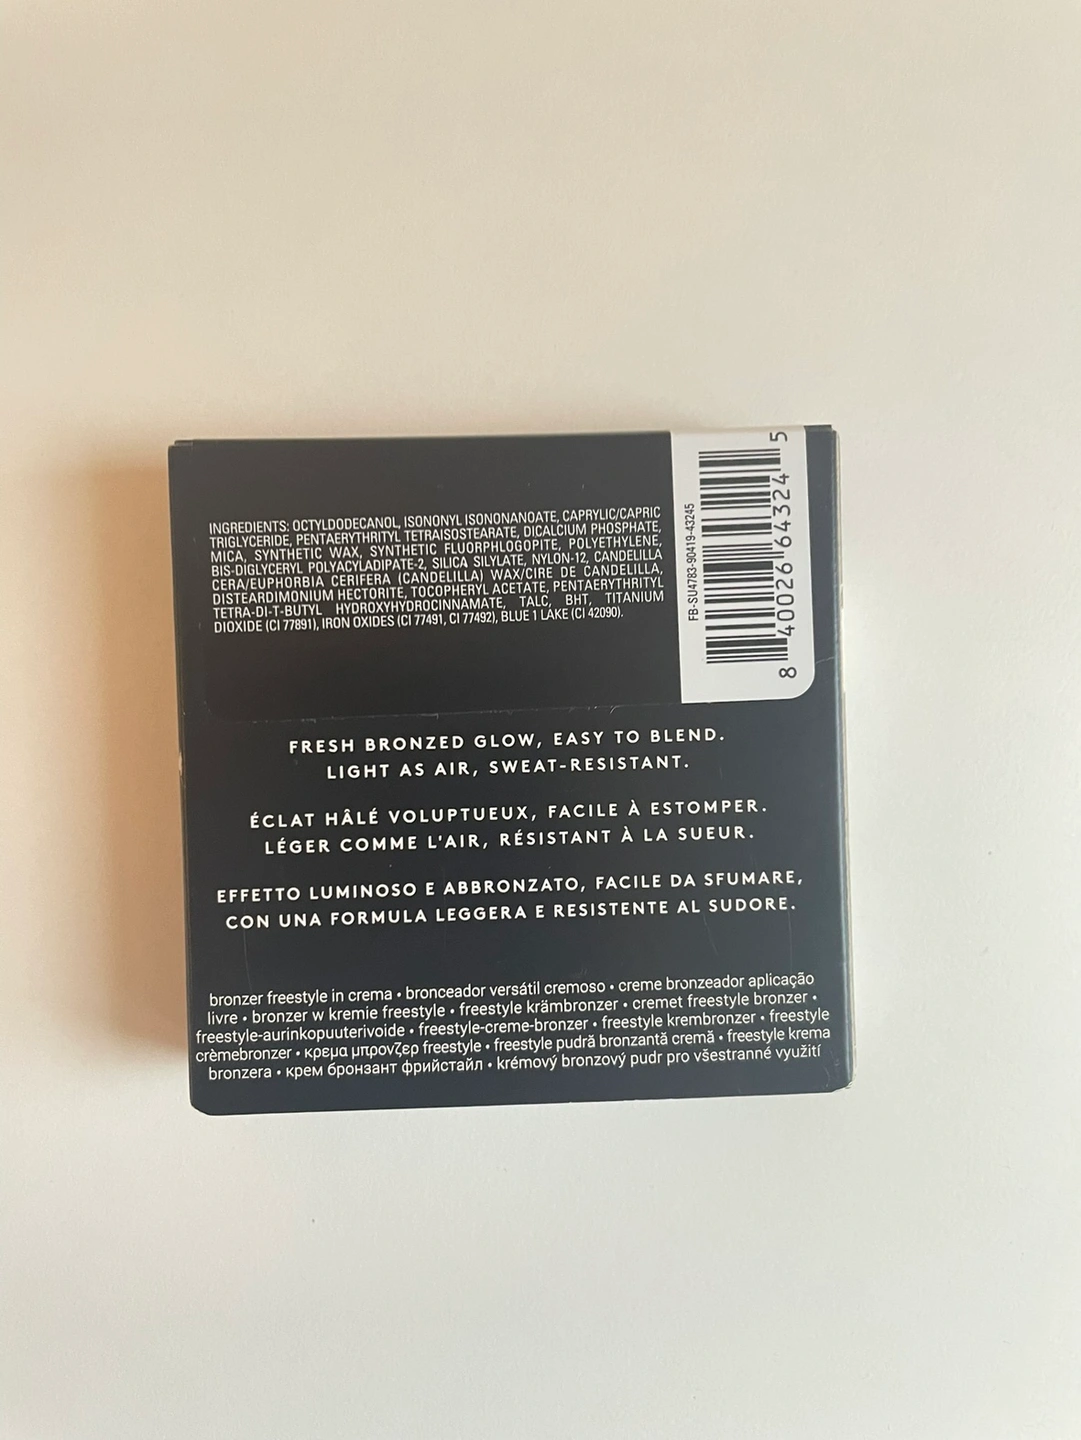 INGREDIENTS: OCTYLDODECANOL, ISONONYL ISONONANOATE, CAPRYLIC/CAPRIC
TRIGLYCERIDE, PENTAERYTHRITYL TETRAISOSTEARATE, DICALCIUM PHOSPHATE,
MICA, SYNTHETIC WAX, SYNTHETIC FLUORPHLOGOPITE, POLYETHYLENE,
BIS-DIGLYCERYL POLYACYLADIPATE-2, SILICA SILYLATE, NYLON-12, CANDELILLA
CERA/EUPHORBIA CERIFERA (CANDELILLA) WAX/CIRE DE CANDELILLA,
DISTEARDIMONIUM HECTORITE, TOCOPHERYL ACETATE, PENTAERYTHRITYL
TETRA-DI-T-BUTYL HYDROXYHYDROCINNAMATE, TALC, BHT, TITANIUM
DIOXIDE (CI 77891), IRON OXIDES (CI 77491, CI 77492), BLUE 1 LAKE (CI 42090).
FB-SU4783-90419-43245
8 40026 64324 5
FRESH BRONZED GLOW, EASY TO BLEND.
LIGHT AS AIR, SWEAT-RESISTANT.
ÉCLAT HÂLÉ VOLUPTUEUX, FACILE À ESTOMPER.
LÉGER COMME L'AIR, RÉSISTANT À LA SUEUR.
EFFETTO LUMINOSO E ABBRONZATO, FACILE DA SFUMARE,
CON UNA FORMULA LEGGERA E RESISTENTE AL SUDORE.
bronzer freestyle in crema • bronceador versátil cremoso • creme bronzeador aplicação
livre • bronzer w kremie freestyle • freestyle krämbronzer • cremet freestyle bronzer •
freestyle-aurinkopuuterivoide • freestyle-creme-bronzer • freestyle krembronzer • freestyle
crèmebronzer • κρεμα μπρονζερ freestyle • freestyle pudră bronzantă cremă • freestyle krema
bronzera • крем бронзант фрийстайл • krémový bronzový pudr pro všestranné využití